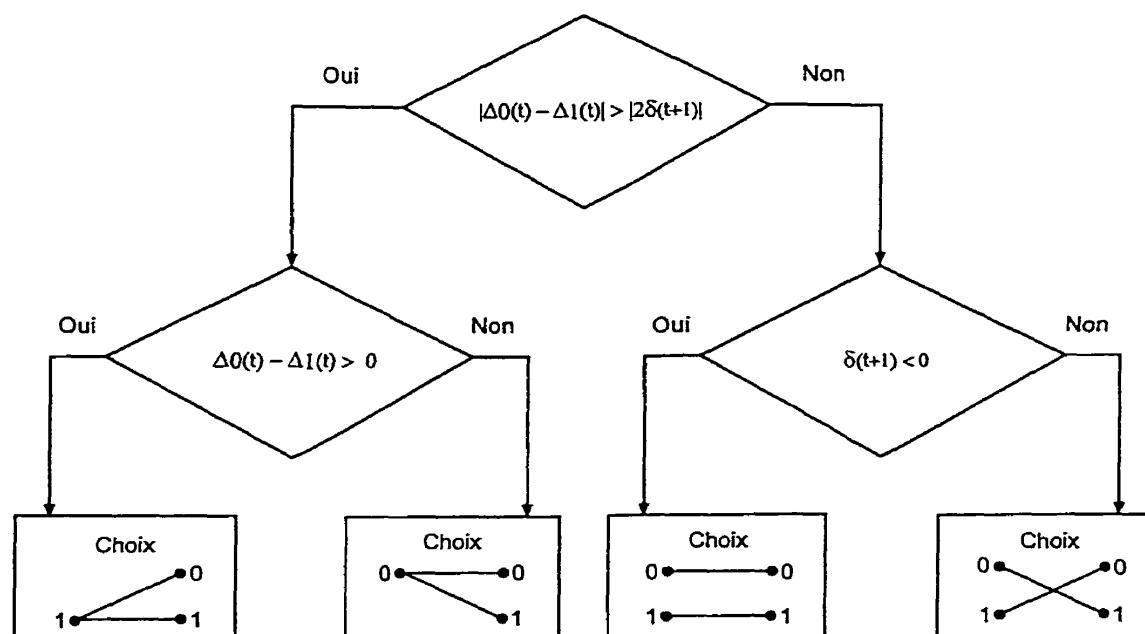 Oui
Non
|Δ0(t) − Δ1(t)| > |2δ(t+1)|
Oui
Non
Oui
Non
Δ0(t) − Δ1(t) > 0
δ(t+1) < 0
Choix
Choix
Choix
Choix
0
0 0
0 0
0 0
1 1
1
1 1
1 1